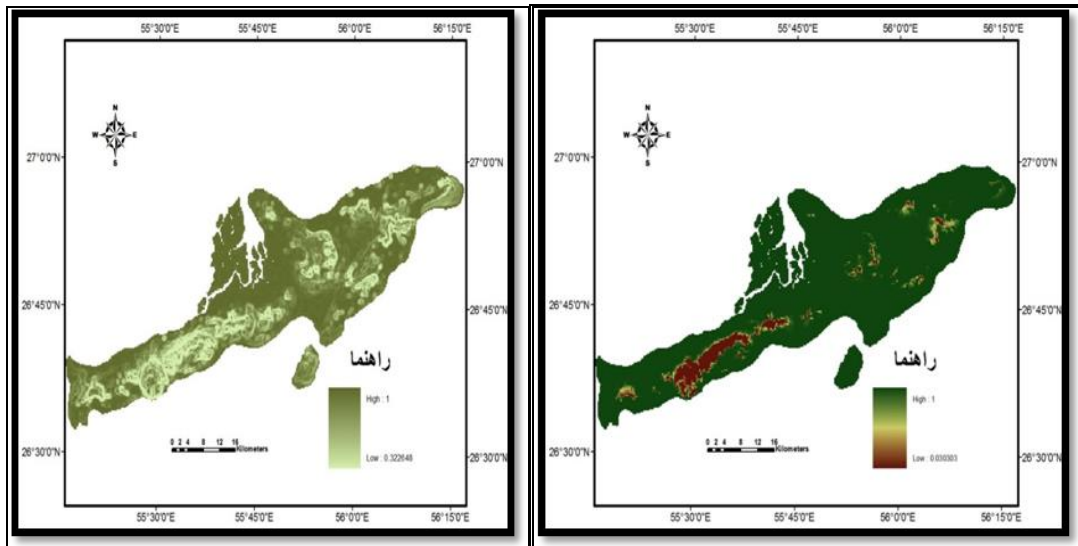 55°30'0"E 55°45'0"E 56°0'0"E 56°15'0"E
N
W E
S
27°0'0"N 27°0'0"N
26°45'0"N 26°45'0"N
راهنما
High : 1
Low : 0.322648
0 2 4 8 12 16
Kilometers
26°30'0"N 26°30'0"N
55°30'0"E 55°45'0"E 56°0'0"E 56°15'0"E
55°30'0"E 55°45'0"E 56°0'0"E 56°15'0"E
N
W E
S
27°0'0"N 27°0'0"N
26°45'0"N 26°45'0"N
راهنما
High : 1
Low : 0.030303
0 2 4 8 12 16
Kilometers
26°30'0"N 26°30'0"N
55°30'0"E 55°45'0"E 56°0'0"E 56°15'0"E